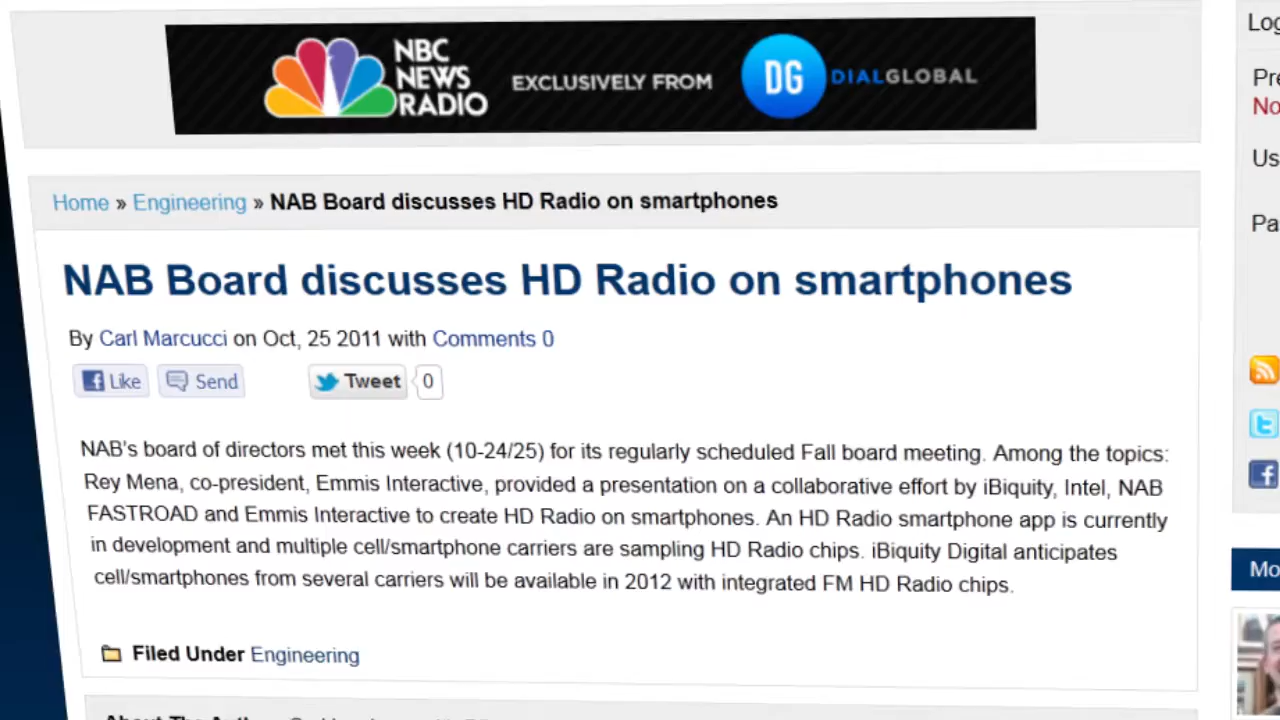 NBC
NEWS
RADIO
EXCLUSIVELY FROM
DG DIALGLOBAL
Home » Engineering » NAB Board discusses HD Radio on smartphones
NAB Board discusses HD Radio on smartphones
By Carl Marcucci on Oct, 25 2011 with Comments 0
Like Send Tweet 0
NAB's board of directors met this week (10-24/25) for its regularly scheduled Fall board meeting. Among the topics:
Rey Mena, co-president, Emmis Interactive, provided a presentation on a collaborative effort by iBiquity, Intel, NAB
FASTROAD and Emmis Interactive to create HD Radio on smartphones. An HD Radio smartphone app is currently
in development and multiple cell/smartphone carriers are sampling HD Radio chips. iBiquity Digital anticipates
cell/smartphones from several carriers will be available in 2012 with integrated FM HD Radio chips.
Filed Under Engineering